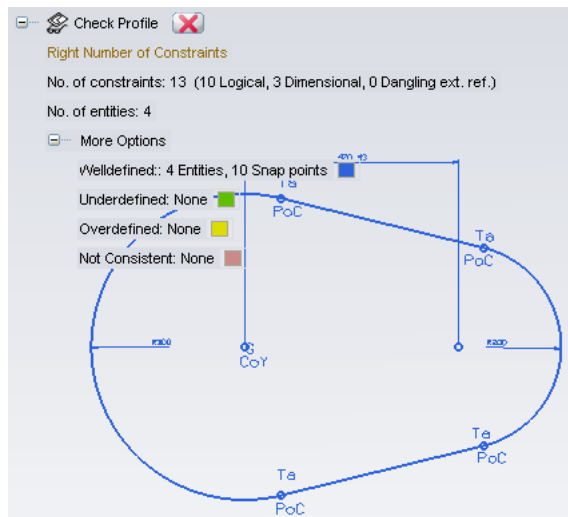 Check Profile
Right Number of Constraints
No. of constraints: 13 (10 Logical, 3 Dimensional, 0 Dangling ext. ref.)
No. of entities: 4
More Options
Welldefined:: 4 Entities, 10 Snap points
Underdefined: None
Overdefined: None
Not Consistent: None
Ta
PoC
Ta
PoC
R300
CoY
R200
Ta
PoC
Ta
PoC